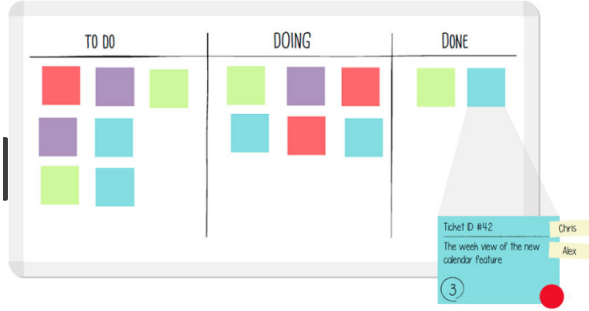 TO DO
DOING
DONE
Ticket ID #42
Chris
The week view of the new
calendar feature
Alex
3